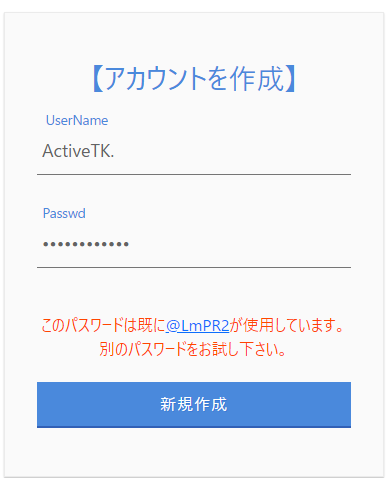 【アカウントを作成】
UserName
ActiveTK.
Passwd
••••••••••••
このパスワードは既に@LmPR2が使用しています。
別のパスワードをお試し下さい。
新規作成